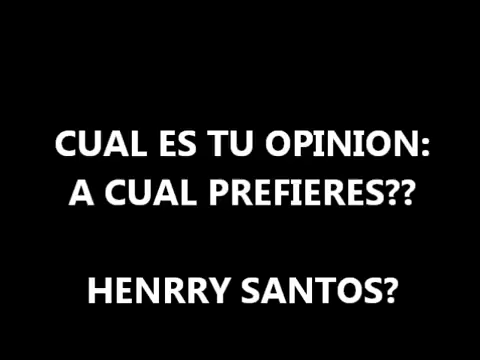 CUAL ES TU OPINION:
A CUAL PREFIERES??
HENRRY SANTOS?